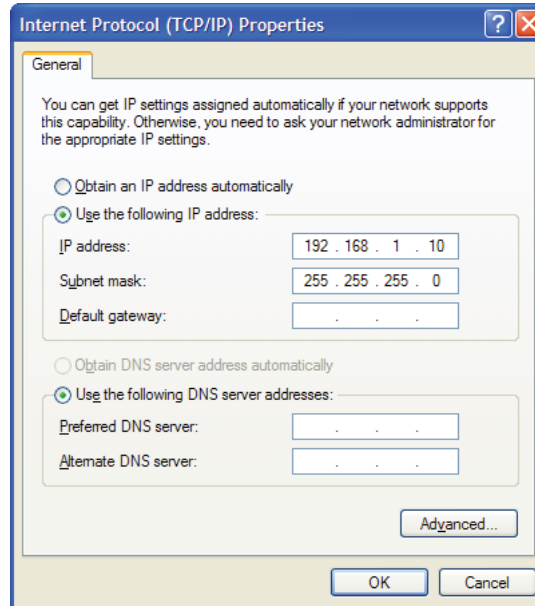 Internet Protocol (TCP/IP) Properties
General
You can get IP settings assigned automatically if your network supports
this capability. Otherwise, you need to ask your network administrator for
the appropriate IP settings.
Obtain an IP address automatically
Use the following IP address:
IP address: 192 . 168 . 1 . 10
Subnet mask: 255 . 255 . 255 . 0
Default gateway: . . .
Obtain DNS server address automatically
Use the following DNS server addresses:
Preferred DNS server: . . .
Alternate DNS server: . . .
Advanced...
OK Cancel